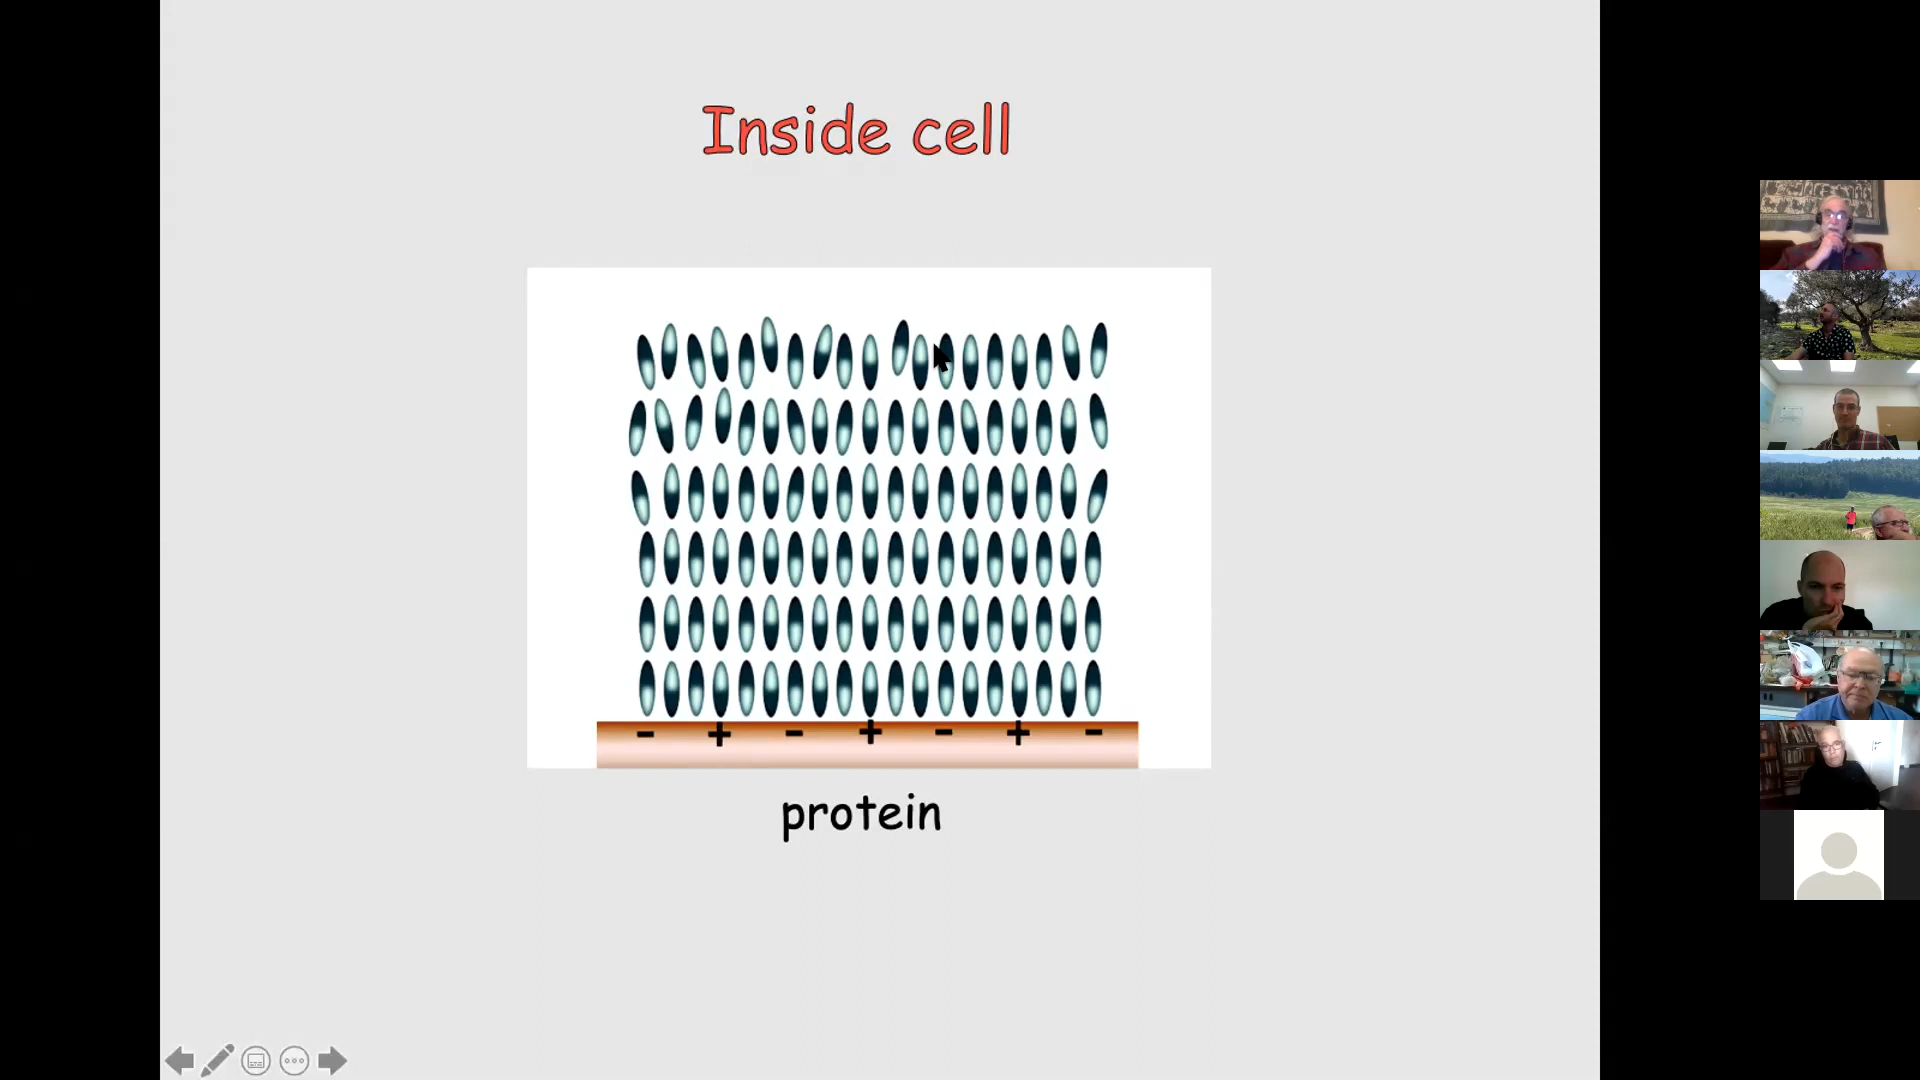 Inside cell
- + - + - + -
protein